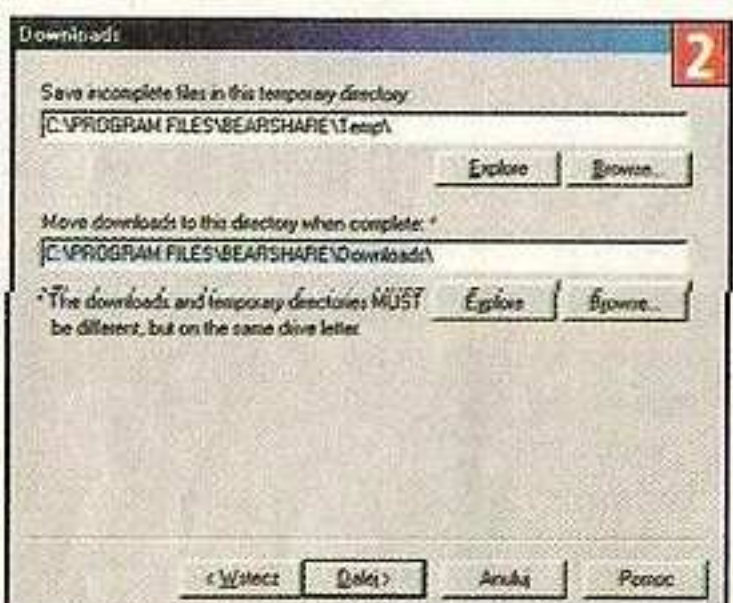 Downloads
2
Save incomplete files in this temporary directory
C:\PROGRAM FILES\BEARSHARE\Temp\
Explore Browse...
Move downloads to this directory when complete: *
C:\PROGRAM FILES\BEARSHARE\Downloads\
* The downloads and temporary directories MUST Explore Browse...
be different, but on the same drive letter.
< Wstecz Dalej > Anuluj Pomoc